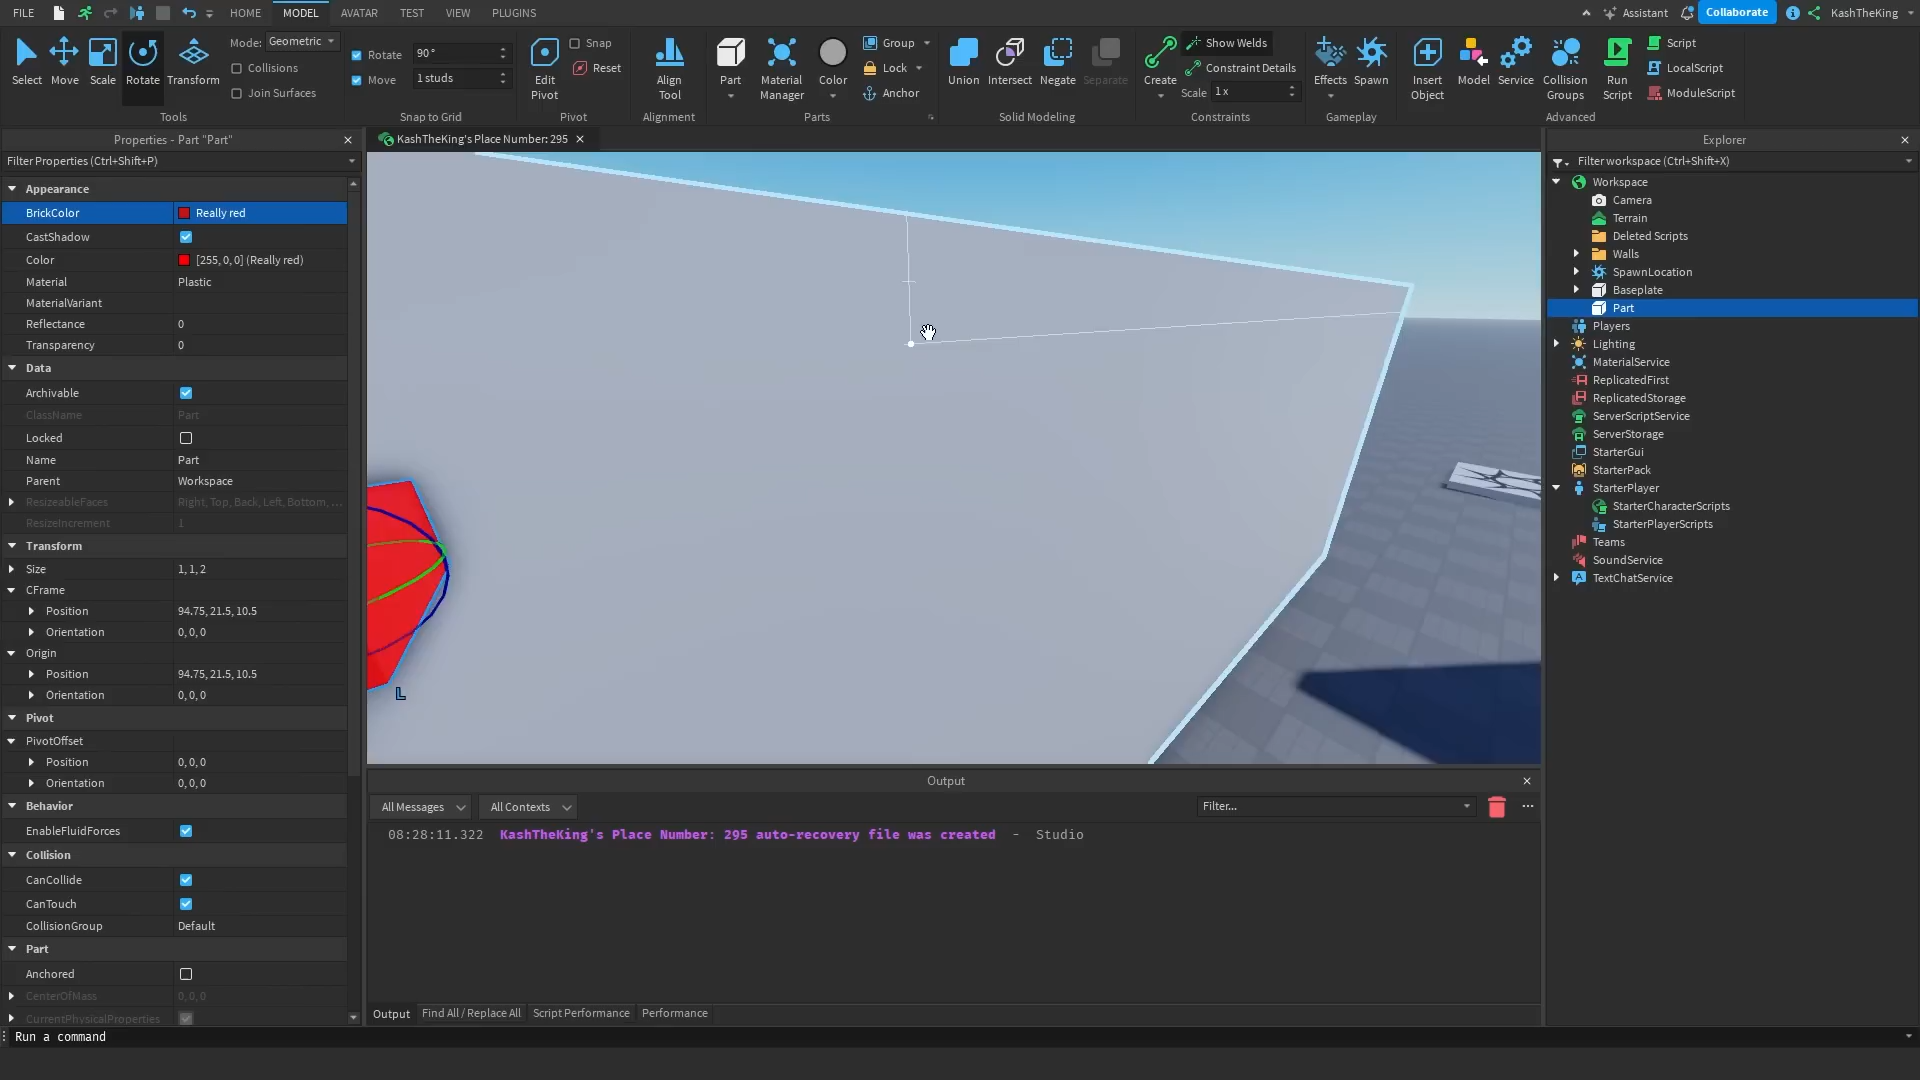 FILE HOME MODEL AVATAR TEST VIEW PLUGINS Assistant Collaborate KashTheKing
Select Move Scale Rotate Transform
Mode: Geometric
Collisions
Join Surfaces
Tools
Rotate 90°
Move 1 studs
Snap to Grid
Edit Pivot
Snap
Reset
Pivot
Align Tool
Alignment
Part
Material Manager
Color
Group
Lock
Anchor
Parts
Union Intersect Negate Separate
Solid Modeling
Create
Show Welds
Constraint Details
Scale 1 x
Constraints
Effects Spawn
Gameplay
Insert Object
Model
Service
Collision Groups
Run Script
Script
LocalScript
ModuleScript
Advanced
Properties - Part "Part"
Filter Properties (Ctrl+Shift+P)
Appearance
BrickColor Really red
CastShadow
Color [255, 0, 0] (Really red)
Material Plastic
MaterialVariant
Reflectance 0
Transparency 0
Data
Archivable
ClassName Part
Locked
Name Part
Parent Workspace
ResizeableFaces Right, Top, Back, Left, Bottom, ...
ResizeIncrement 1
Transform
Size 1, 1, 2
CFrame
Position 94.75, 21.5, 10.5
Orientation 0, 0, 0
Origin
Position 94.75, 21.5, 10.5
Orientation 0, 0, 0
Pivot
PivotOffset
Position 0, 0, 0
Orientation 0, 0, 0
Behavior
EnableFluidForces
Collision
CanCollide
CanTouch
CollisionGroup Default
Part
Anchored
CenterOfMass 0, 0, 0
CurrentPhysicalProperties
KashTheKing's Place Number: 295
L
Output
All Messages All Contexts Filter...
08:28:11.322 KashTheKing's Place Number: 295 auto-recovery file was created - Studio
Output Find All / Replace All Script Performance Performance
Explorer
Filter workspace (Ctrl+Shift+X)
Workspace
Camera
Terrain
Deleted Scripts
Walls
SpawnLocation
Baseplate
Part
Players
Lighting
MaterialService
ReplicatedFirst
ReplicatedStorage
ServerScriptService
ServerStorage
StarterGui
StarterPack
StarterPlayer
StarterCharacterScripts
StarterPlayerScripts
Teams
SoundService
TextChatService
Run a command